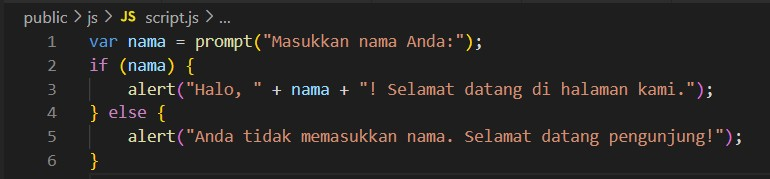 public > js > JS script.js > ...
1 var nama = prompt("Masukkan nama Anda:");
2 if (nama) {
3 alert("Halo, " + nama + "! Selamat datang di halaman kami.");
4 } else {
5 alert("Anda tidak memasukkan nama. Selamat datang pengunjung!");
6 }